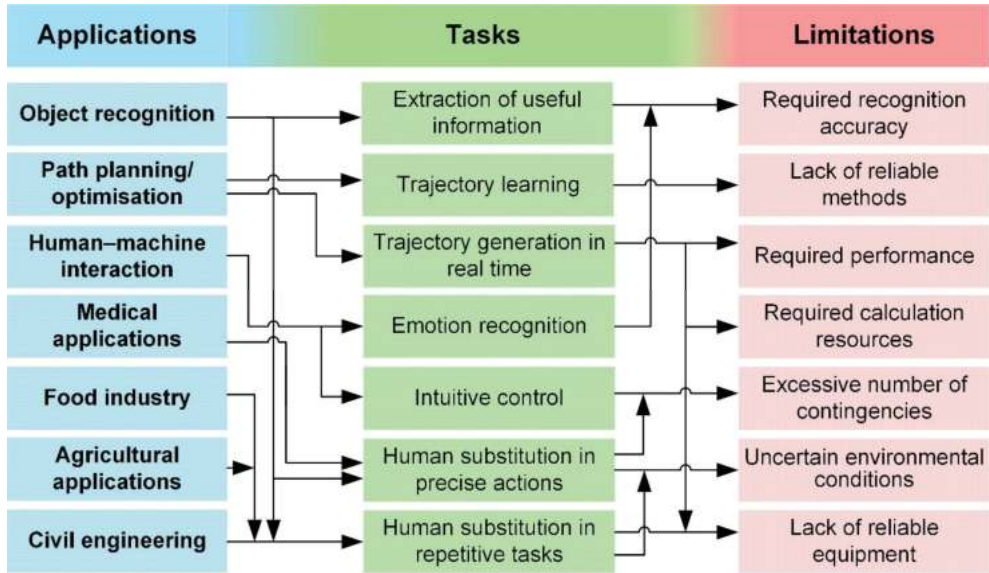 Applications
Tasks
Limitations
Object recognition
Extraction of useful
information
Required recognition
accuracy
Path planning/
optimisation
Trajectory learning
Lack of reliable
methods
Human–machine
interaction
Trajectory generation in
real time
Required performance
Medical
applications
Emotion recognition
Required calculation
resources
Food industry
Intuitive control
Excessive number of
contingencies
Agricultural
applications
Human substitution in
precise actions
Uncertain environmental
conditions
Civil engineering
Human substitution in
repetitive tasks
Lack of reliable
equipment